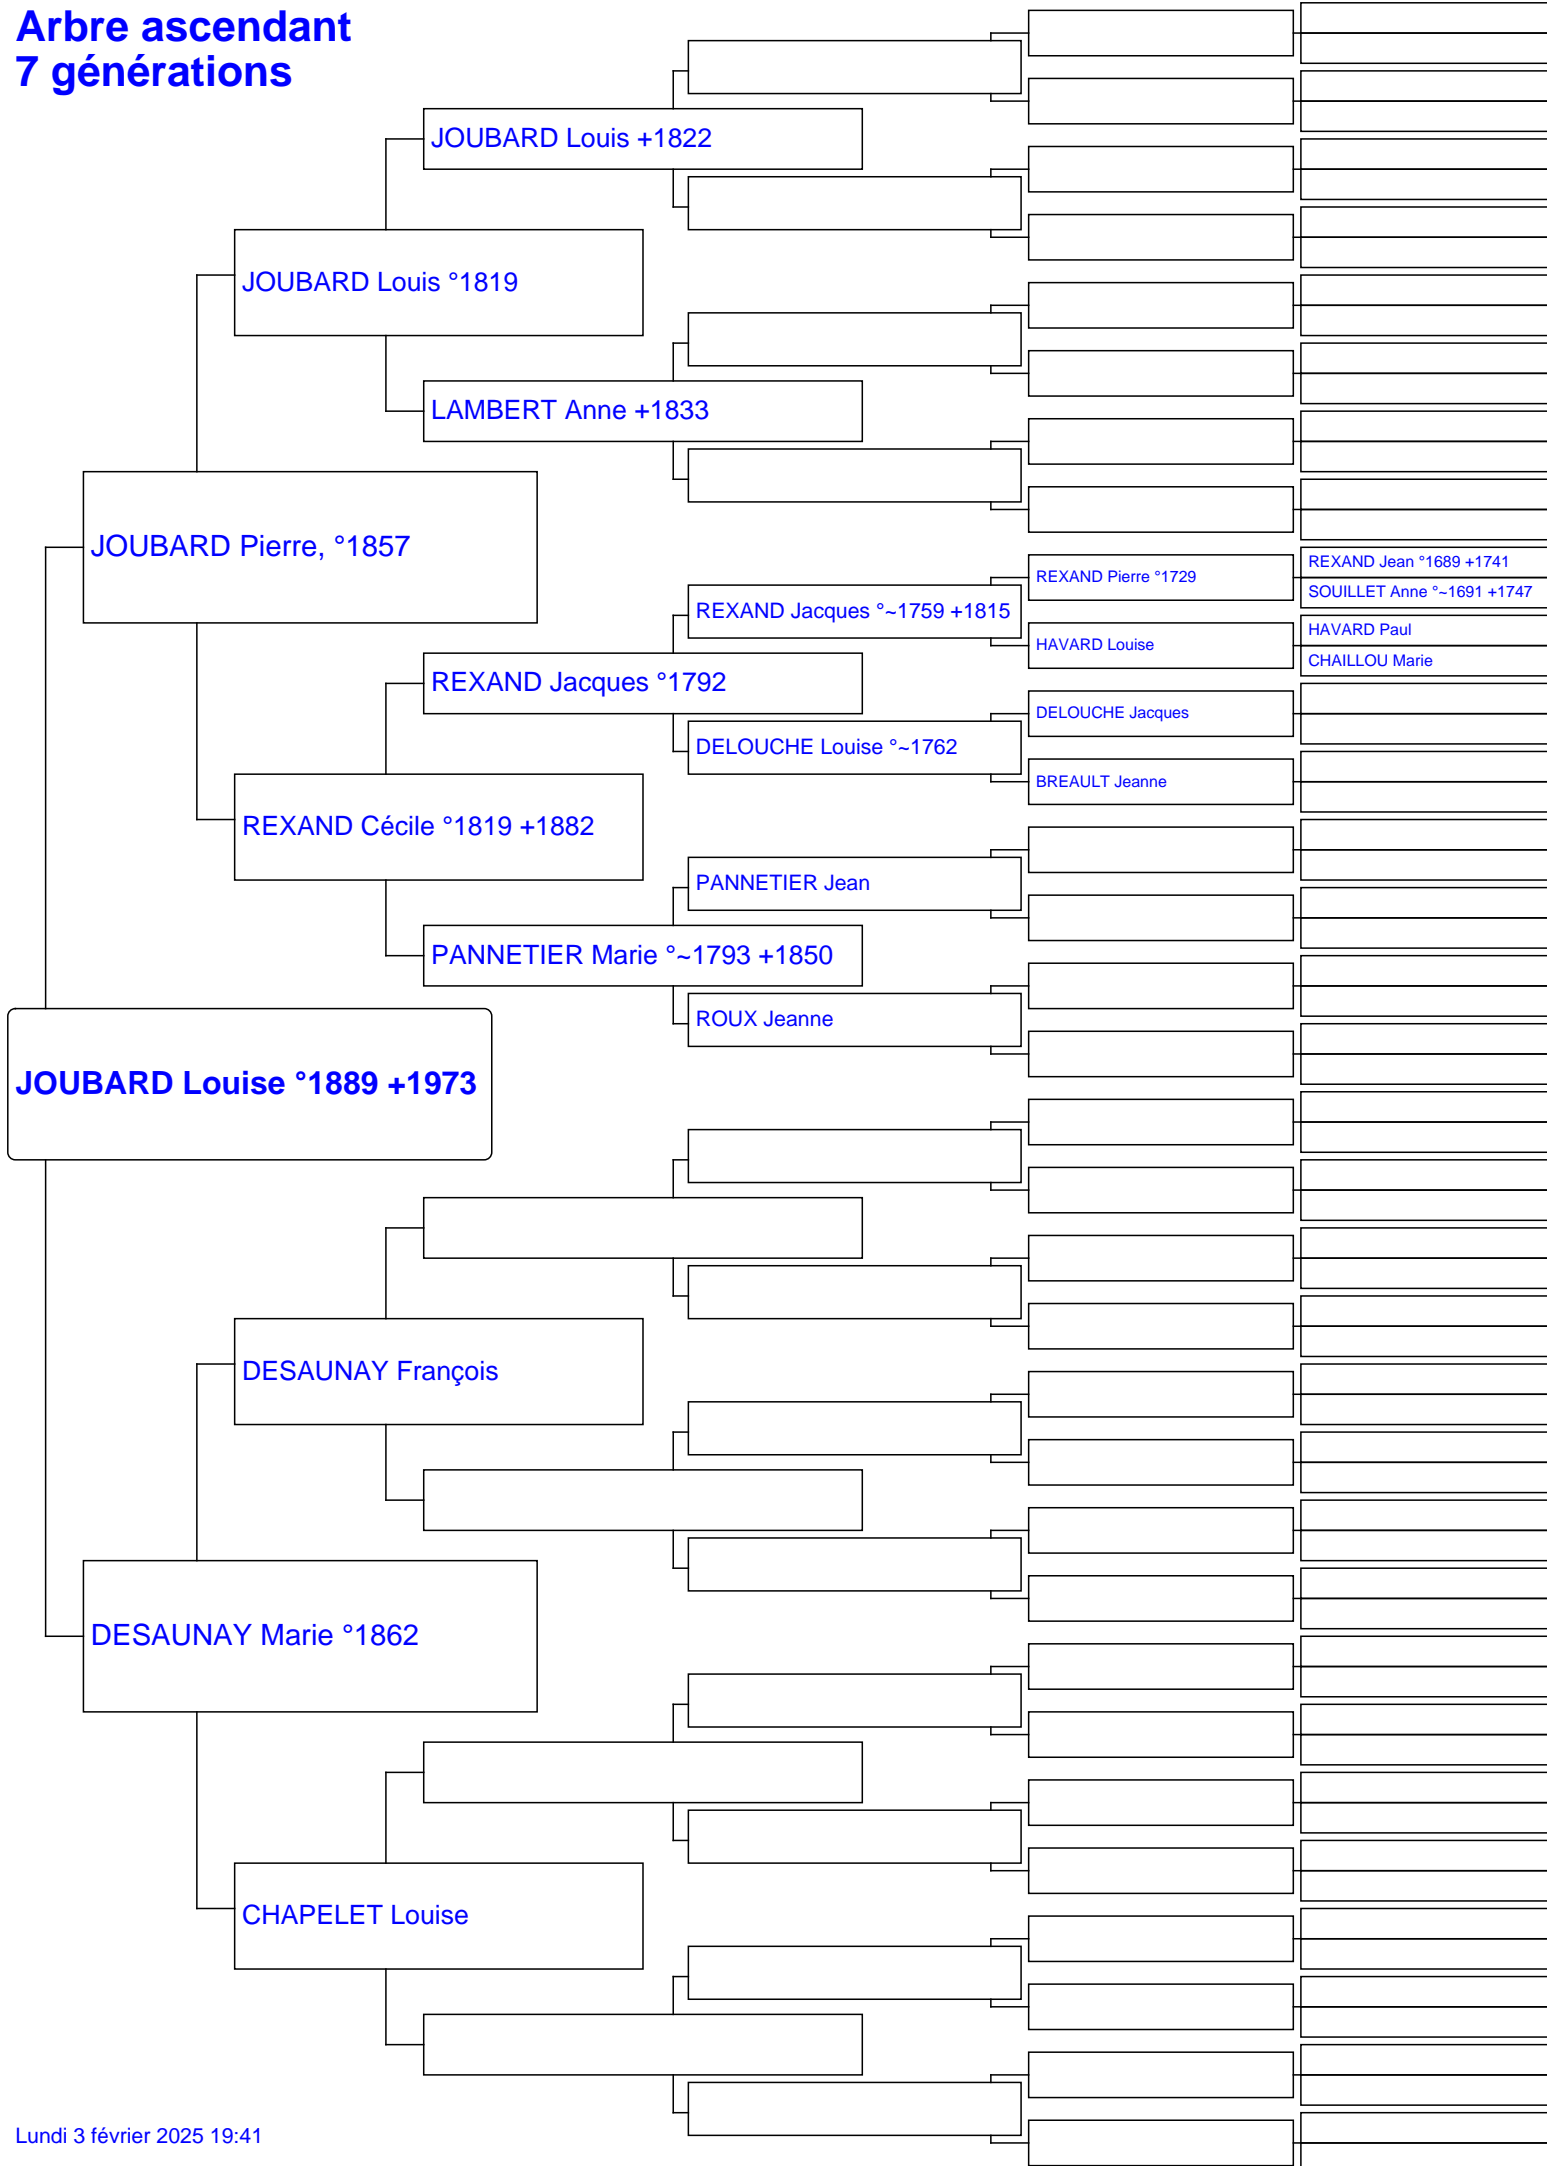 Arbre ascendant
7 générations
JOUBARD Louis +1822
JOUBARD Louis °1819
LAMBERT Anne +1833
JOUBARD Pierre, °1857
REXAND Jean °1689 +1741
REXAND Pierre °1729
SOUILLET Anne °~1691 +1747
REXAND Jacques °~1759 +1815
HAVARD Paul
HAVARD Louise
CHAILLOU Marie
REXAND Jacques °1792
DELOUCHE Jacques
DELOUCHE Louise °~1762
BREAULT Jeanne
REXAND Cécile °1819 +1882
PANNETIER Jean
PANNETIER Marie °~1793 +1850
ROUX Jeanne
JOUBARD Louise °1889 +1973
DESAUNAY François
DESAUNAY Marie °1862
CHAPELET Louise
Lundi 3 février 2025 19:41